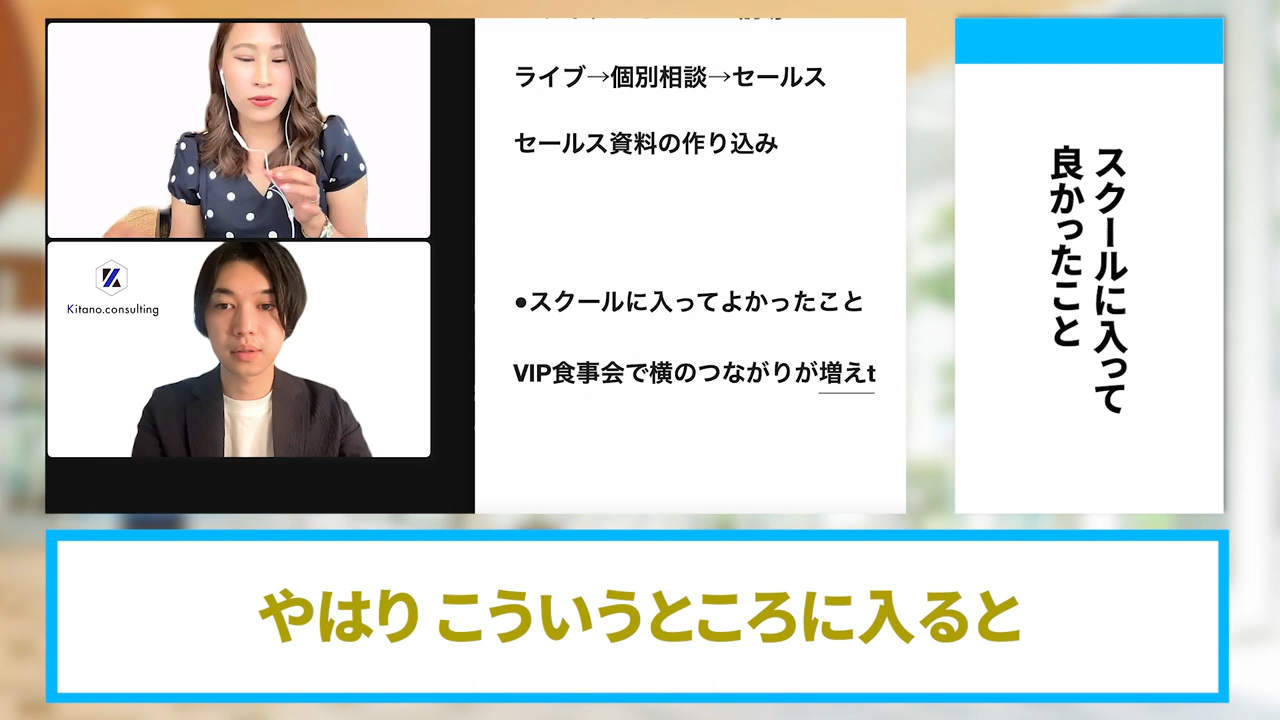 Kitano.consulting
ライブ→個別相談→セールス
セールス資料の作り込み
●スクールに入ってよかったこと
VIP食事会で横のつながりが増えt
スクールに入って
良かったこと
やはり こういうところに入ると